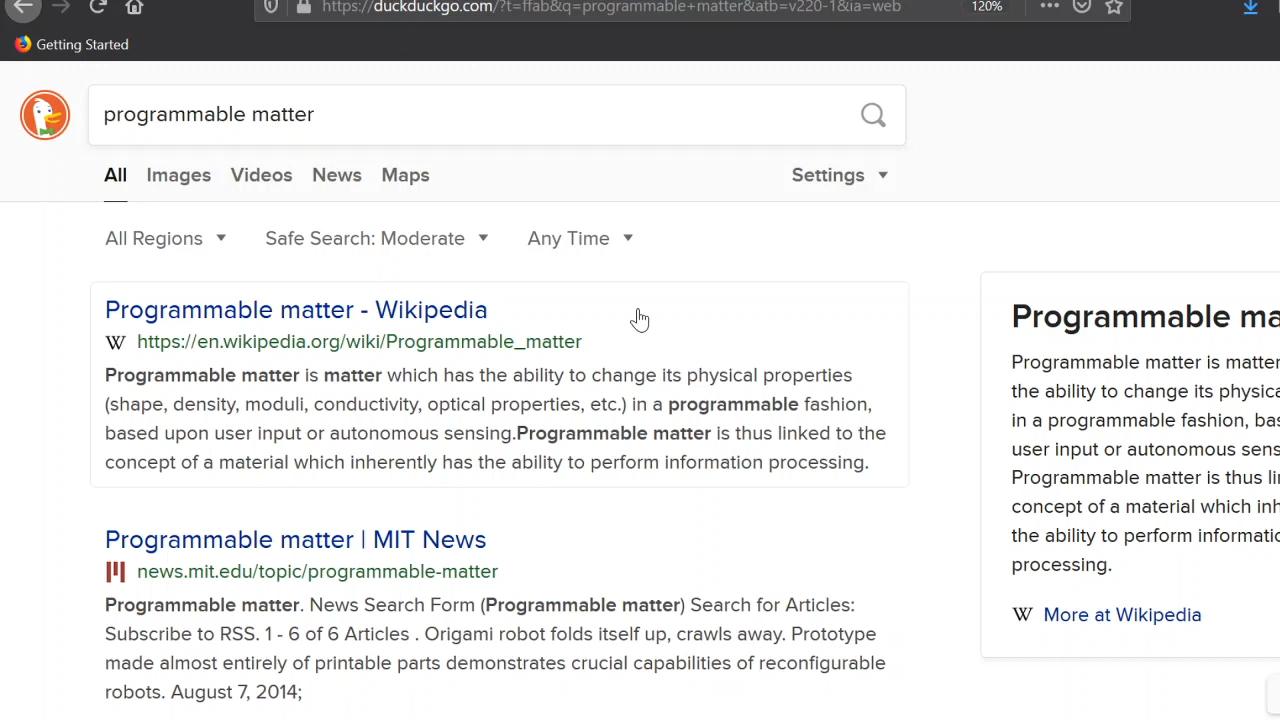 https://duckduckgo.com/?t=ffab&q=programmable+matter&atb=v220-1&ia=web
120%
Getting Started
programmable matter
All
Images
Videos
News
Maps
Settings
All Regions
Safe Search: Moderate
Any Time
Programmable matter - Wikipedia
W https://en.wikipedia.org/wiki/Programmable_matter
Programmable matter is matter which has the ability to change its physical properties
(shape, density, moduli, conductivity, optical properties, etc.) in a programmable fashion,
based upon user input or autonomous sensing.Programmable matter is thus linked to the
concept of a material which inherently has the ability to perform information processing.
Programmable matter | MIT News
news.mit.edu/topic/programmable-matter
Programmable matter. News Search Form (Programmable matter) Search for Articles:
Subscribe to RSS. 1 - 6 of 6 Articles . Origami robot folds itself up, crawls away. Prototype
made almost entirely of printable parts demonstrates crucial capabilities of reconfigurable
robots. August 7, 2014;
Programmable ma
Programmable matter is matter
the ability to change its physica
in a programmable fashion, bas
user input or autonomous sens
Programmable matter is thus lin
concept of a material which inh
the ability to perform informatio
processing.
W More at Wikipedia